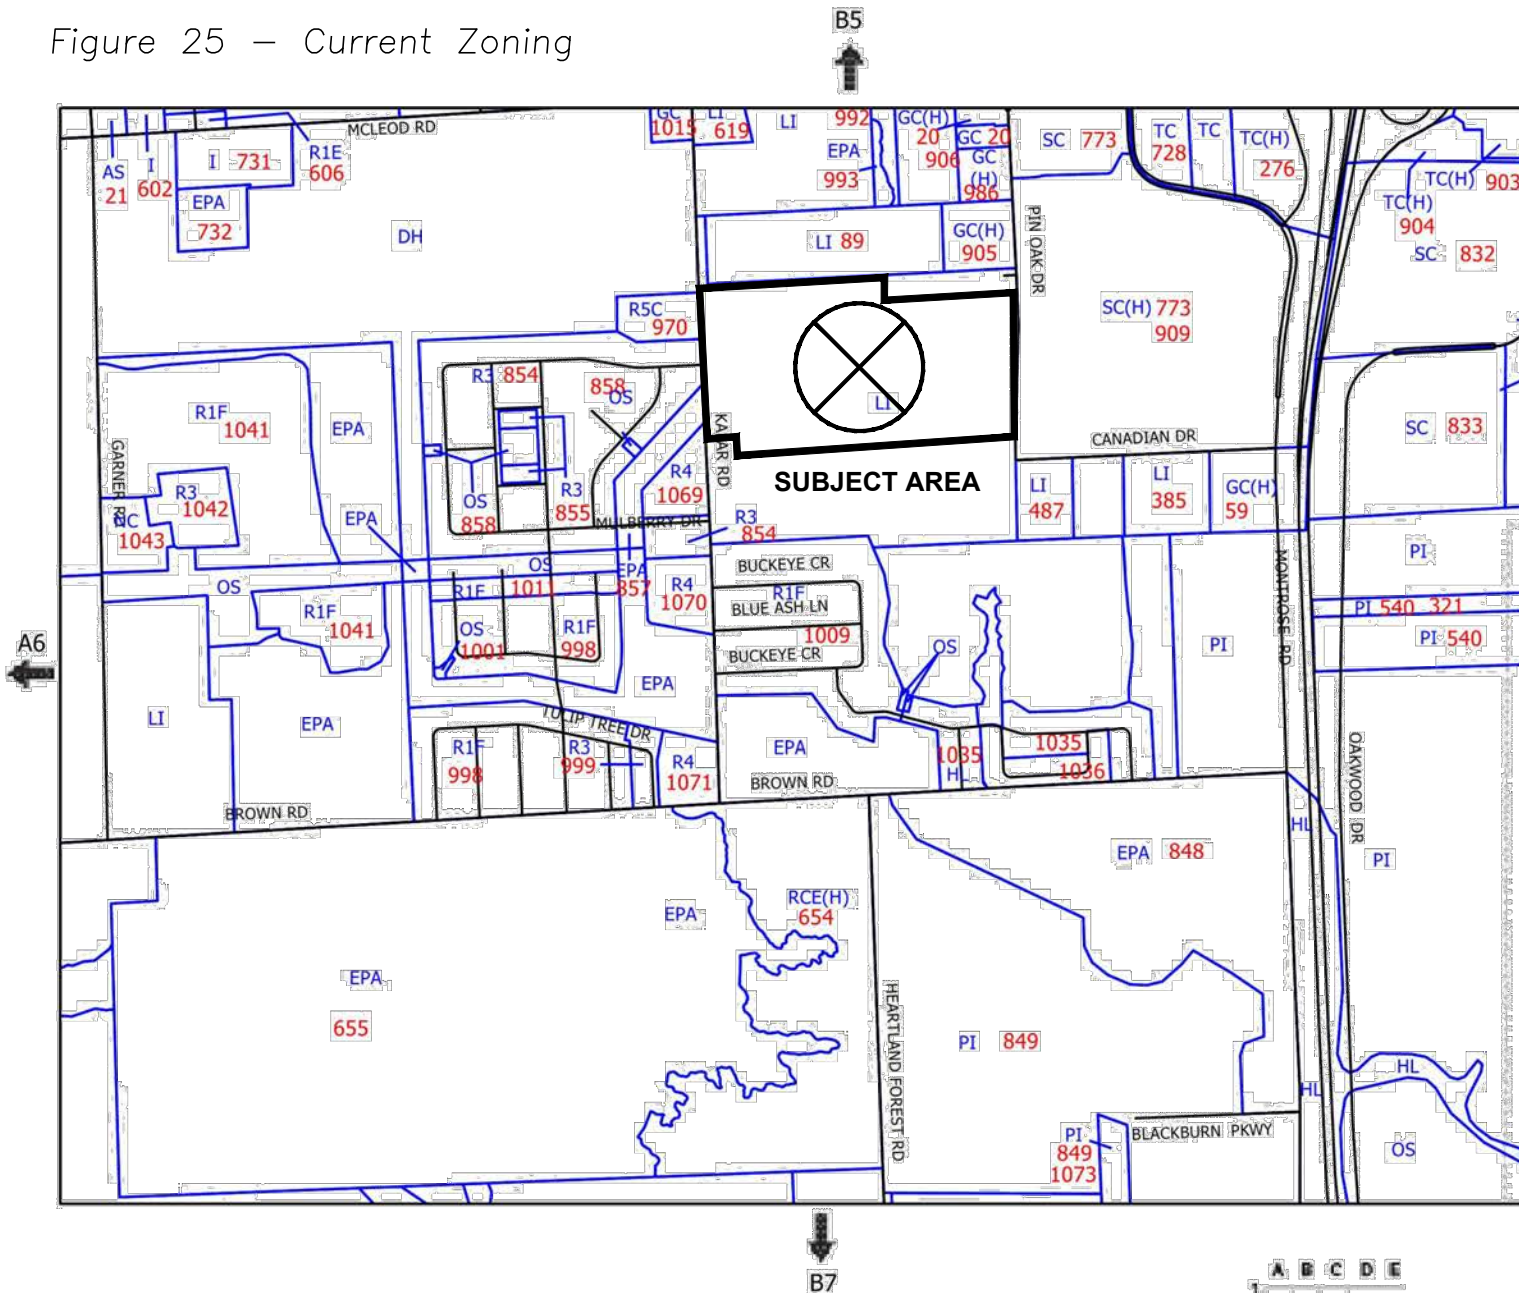 B5
Figure 25 – Current Zoning
MCLEOD RD
AS
21
I
602
I 731
R1E
606
EPA
732
DH
GC
1015
LI
619
LI
992
EPA
993
GC(H)
20
906
GC 20
GC
(H)
986
SC 773
TC
728
TC
TC(H)
276
TC(H) 903
TC(H)
904
SC 832
PIN OAK DR
LI 89
GC(H)
905
R5C
970
SC(H) 773
909
LI
SUBJECT AREA
R1F
1041
EPA
R3 854
858
OS
GARNER RD
R3
1042
1043
EPA
OS
858
R3
855
R4
1069
MULBERRY DR
R3
854
CANADIAN DR
LI
487
LI
385
GC(H)
59
SC 833
MONTROSE RD
PI
OS
R1F
1041
OS
1011
R1F
EPA
857
R4
1070
BUCKEYE CR
R1F
BLUE ASH LN
1009
BUCKEYE CR
OS
PI
PI 540 321
PI 540
A6
OS
1001
R1F
998
EPA
LI
EPA
TULIP TREE DR
R1F
998
R3
999
R4
1071
EPA
BROWN RD
1035
HL
1035
1036
OAKWOOD DR
BROWN RD
HL
PI
EPA 848
EPA
RCE(H)
654
EPA
655
HEARTLAND FOREST RD
PI 849
HL
HL
PI
849
1073
BLACKBURN PKWY
OS
B7
A B C D E
1